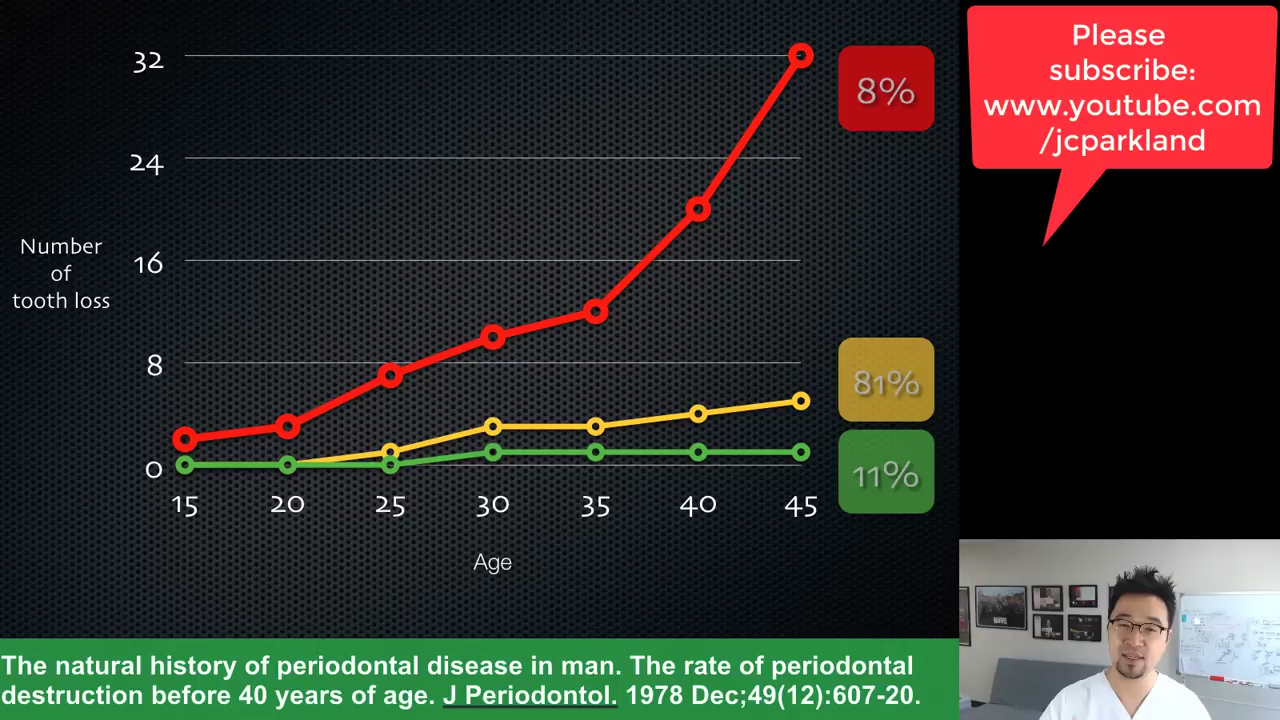 32
24
16
8
0
Number
of
tooth loss
15 20 25 30 35 40 45
Age
8%
81%
11%
Please
subscribe:
www.youtube.com
/jcparkland
The natural history of periodontal disease in man. The rate of periodontal
destruction before 40 years of age. J Periodontol. 1978 Dec;49(12):607-20.